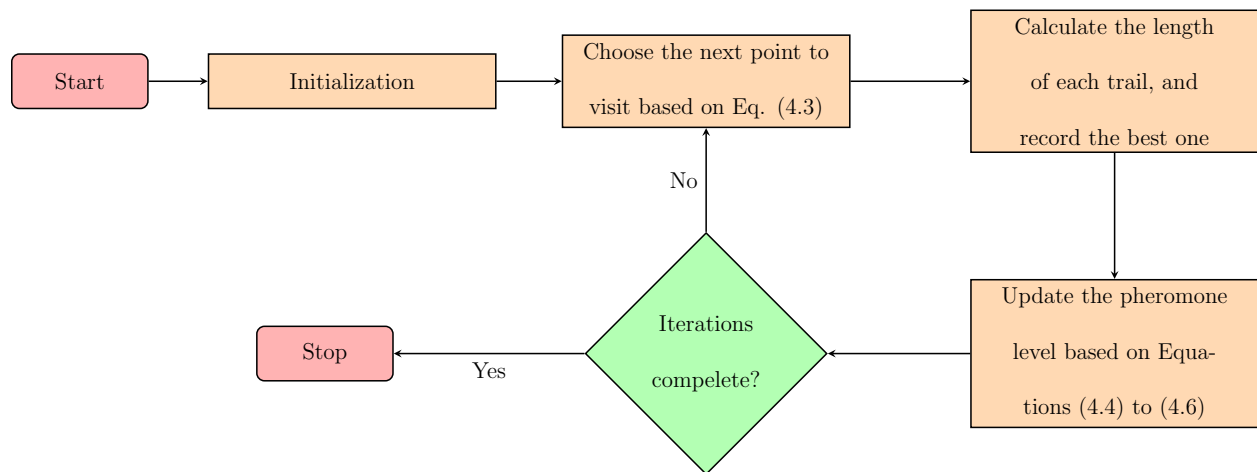 Start
Initialization
Choose the next point to
visit based on Eq. (4.3)
Calculate the length
of each trail, and
record the best one
No
Update the pheromone
level based on Equa-
tions (4.4) to (4.6)
Iterations
compelete?
Yes
Stop